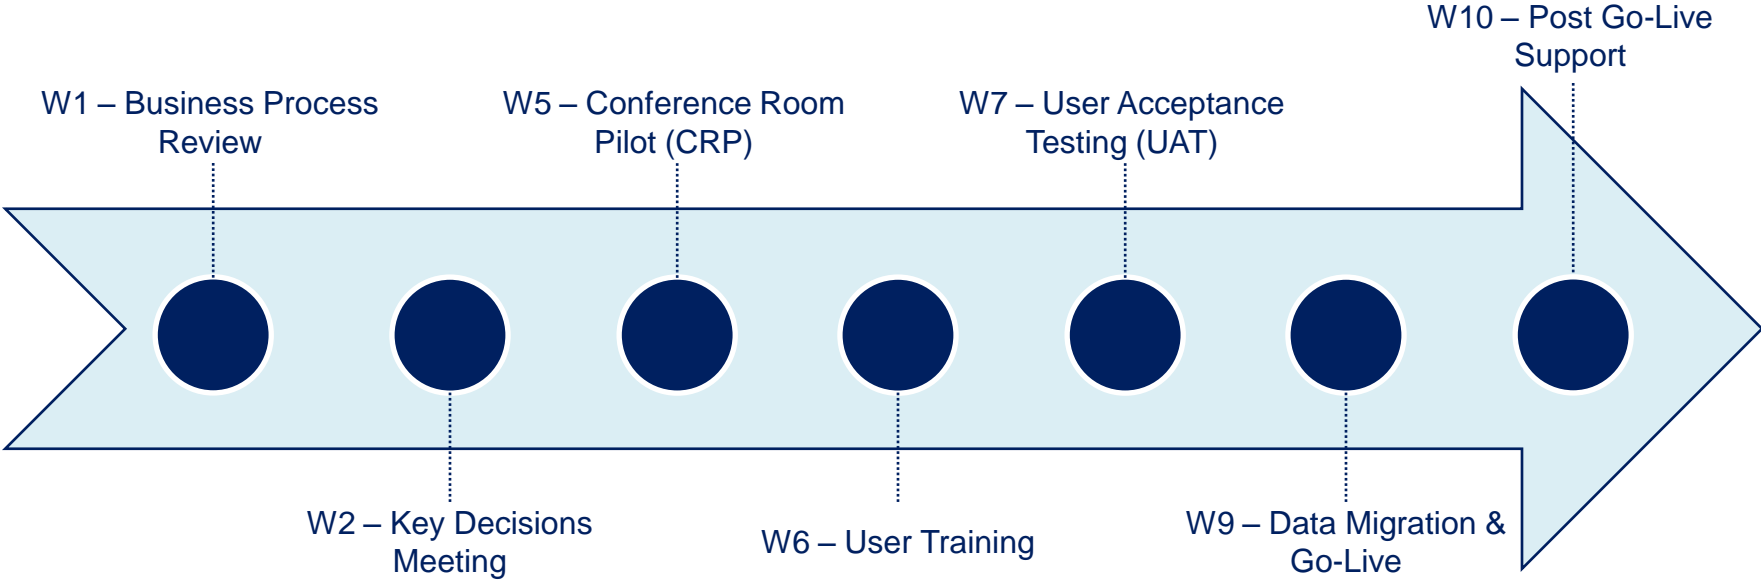 W1 – Business Process
Review
W2 – Key Decisions
Meeting
W5 – Conference Room
Pilot (CRP)
W6 – User Training
W7 – User Acceptance
Testing (UAT)
W9 – Data Migration &
Go-Live
W10 – Post Go-Live
Support